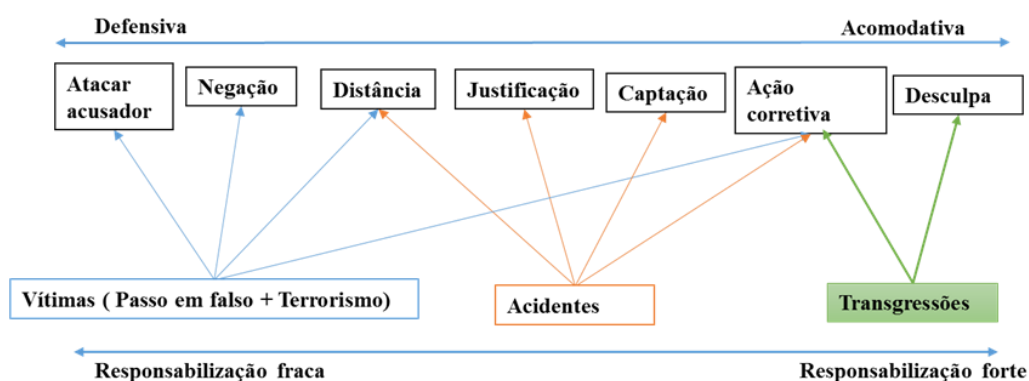 Defensiva
Acomodativa
Atacar
acusador
Negação
Distância
Justificação
Captação
Ação
corretiva
Desculpa
Vítimas ( Passo em falso + Terrorismo)
Acidentes
Transgressões
Responsabilização fraca
Responsabilização forte